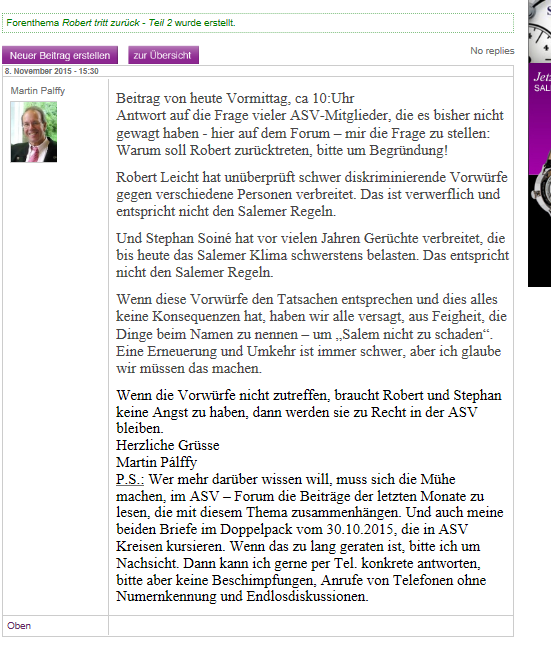 Forenthema Robert tritt zurück - Teil 2 wurde erstellt.
Neuer Beitrag erstellen
zur Übersicht
No replies
8. November 2015 - 15:30
Martin Palffy
Beitrag von heute Vormittag, ca 10:Uhr
Antwort auf die Frage vieler ASV-Mitglieder, die es bisher nicht
gewagt haben - hier auf dem Forum – mir die Frage zu stellen:
Warum soll Robert zurücktreten, bitte um Begründung!
Robert Leicht hat unüberprüft schwer diskriminierende Vorwürfe
gegen verschiedene Personen verbreitet. Das ist verwerflich und
entspricht nicht den Salemer Regeln.
Und Stephan Soiné hat vor vielen Jahren Gerüchte verbreitet, die
bis heute das Salemer Klima schwerstens belasten. Das entspricht
nicht den Salemer Regeln.
Wenn diese Vorwürfe den Tatsachen entsprechen und dies alles
keine Konsequenzen hat, haben wir alle versagt, aus Feigheit, die
Dinge beim Namen zu nennen – um „Salem nicht zu schaden“.
Eine Erneuerung und Umkehr ist immer schwer, aber ich glaube
wir müssen das machen.
Wenn die Vorwürfe nicht zutreffen, braucht Robert und Stephan
keine Angst zu haben, dann werden sie zu Recht in der ASV
bleiben.
Herzliche Grüsse
Martin Pálffy
P.S.: Wer mehr darüber wissen will, muss sich die Mühe
machen, im ASV – Forum die Beiträge der letzten Monate zu
lesen, die mit diesem Thema zusammenhängen. Und auch meine
beiden Briefe im Doppelpack vom 30.10.2015, die in ASV
Kreisen kursieren. Wenn das zu lang geraten ist, bitte ich um
Nachsicht. Dann kann ich gerne per Tel. konkrete antworten,
bitte aber keine Beschimpfungen, Anrufe von Telefonen ohne
Numernkennung und Endlosdiskussionen.
Oben
Jetz
SAL